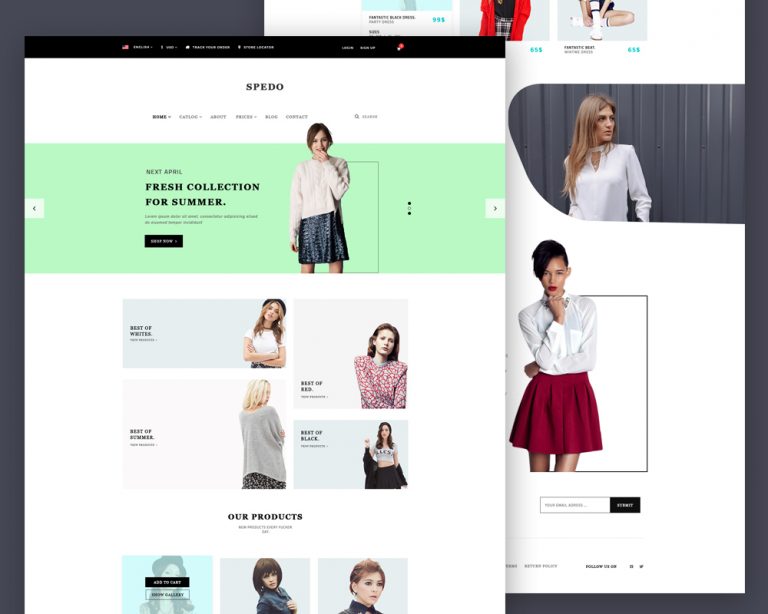 FANTASTIC BLACK DRESS.
PARTY DRESS
99$
SIZES
FANTASTIC BEAT.
WINTER DRESS
65$
65$
ENGLISH
$ USD
TRACK YOUR ORDER
STORE LOCATOR
LOGIN
SIGN UP
SPEDO
HOME
CATLOG
ABOUT
PRICES
BLOG
CONTACT
SEARCH
NEXT APRIL
FRESH COLLECTION
FOR SUMMER.
Lorem ipsum dolor sit amet, consectetur adipisicing elised
do eiusmod tempor incididunt
SHOP NOW >
BEST OF
WHITES.
VIEW PRODUCTS >
BEST OF
RED.
VIEW PRODUCTS >
BEST OF
SUMMER.
VIEW PRODUCTS >
BEST OF
BLACK.
VIEW PRODUCTS >
OUR PRODUCTS
NEW PRODUCTS EVERY FUCKER
DAY.
ADD TO CART
SHOW GALLERY
YOUR EMAIL ADRESS ..
SUBMIT
RETURN POLICY
FOLLOW US ON